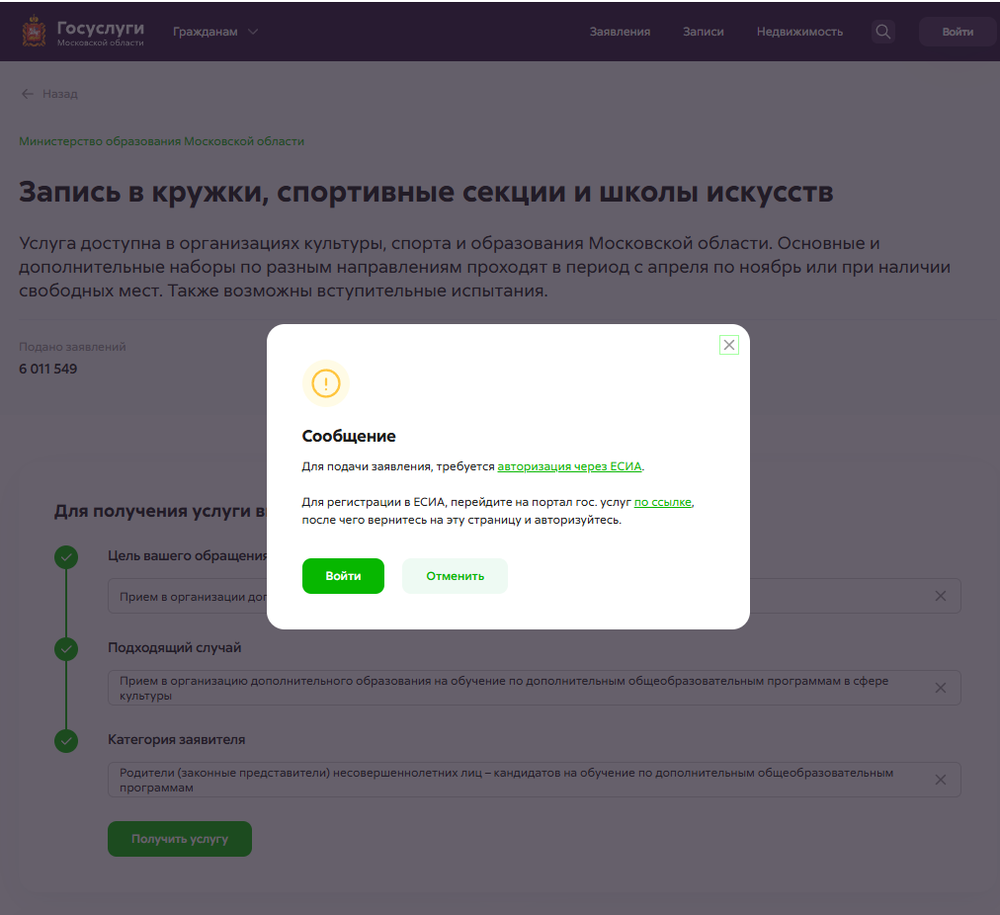 Госуслуги
Московской области
Гражданам
Заявления
Записи
Недвижимость
Войти
Назад
Министерство образования Московской области
Запись в кружки, спортивные секции и школы искусств
Услуга доступна в организациях культуры, спорта и образования Московской области. Основные и
дополнительные наборы по разным направлениям проходят в период с апреля по ноябрь или при наличии
свободных мест. Также возможны вступительные испытания.
Подано заявлений
6 011 549
Сообщение
Для подачи заявления, требуется авторизация через ЕСИА.
Для регистрации в ЕСИА, перейдите на портал гос. услуг по ссылке,
после чего вернитесь на эту страницу и авторизуйтесь.
Войти
Отменить
Для получения услуги
Цель вашего обращения
Прием в организации
Подходящий случай
Прием в организацию дополнительного образования на обучение по дополнительным общеобразовательным программам в сфере
культуры
Категория заявителя
Родители (законные представители) несовершеннолетних лиц – кандидатов на обучение по дополнительным общеобразовательным
программам
Получить услугу